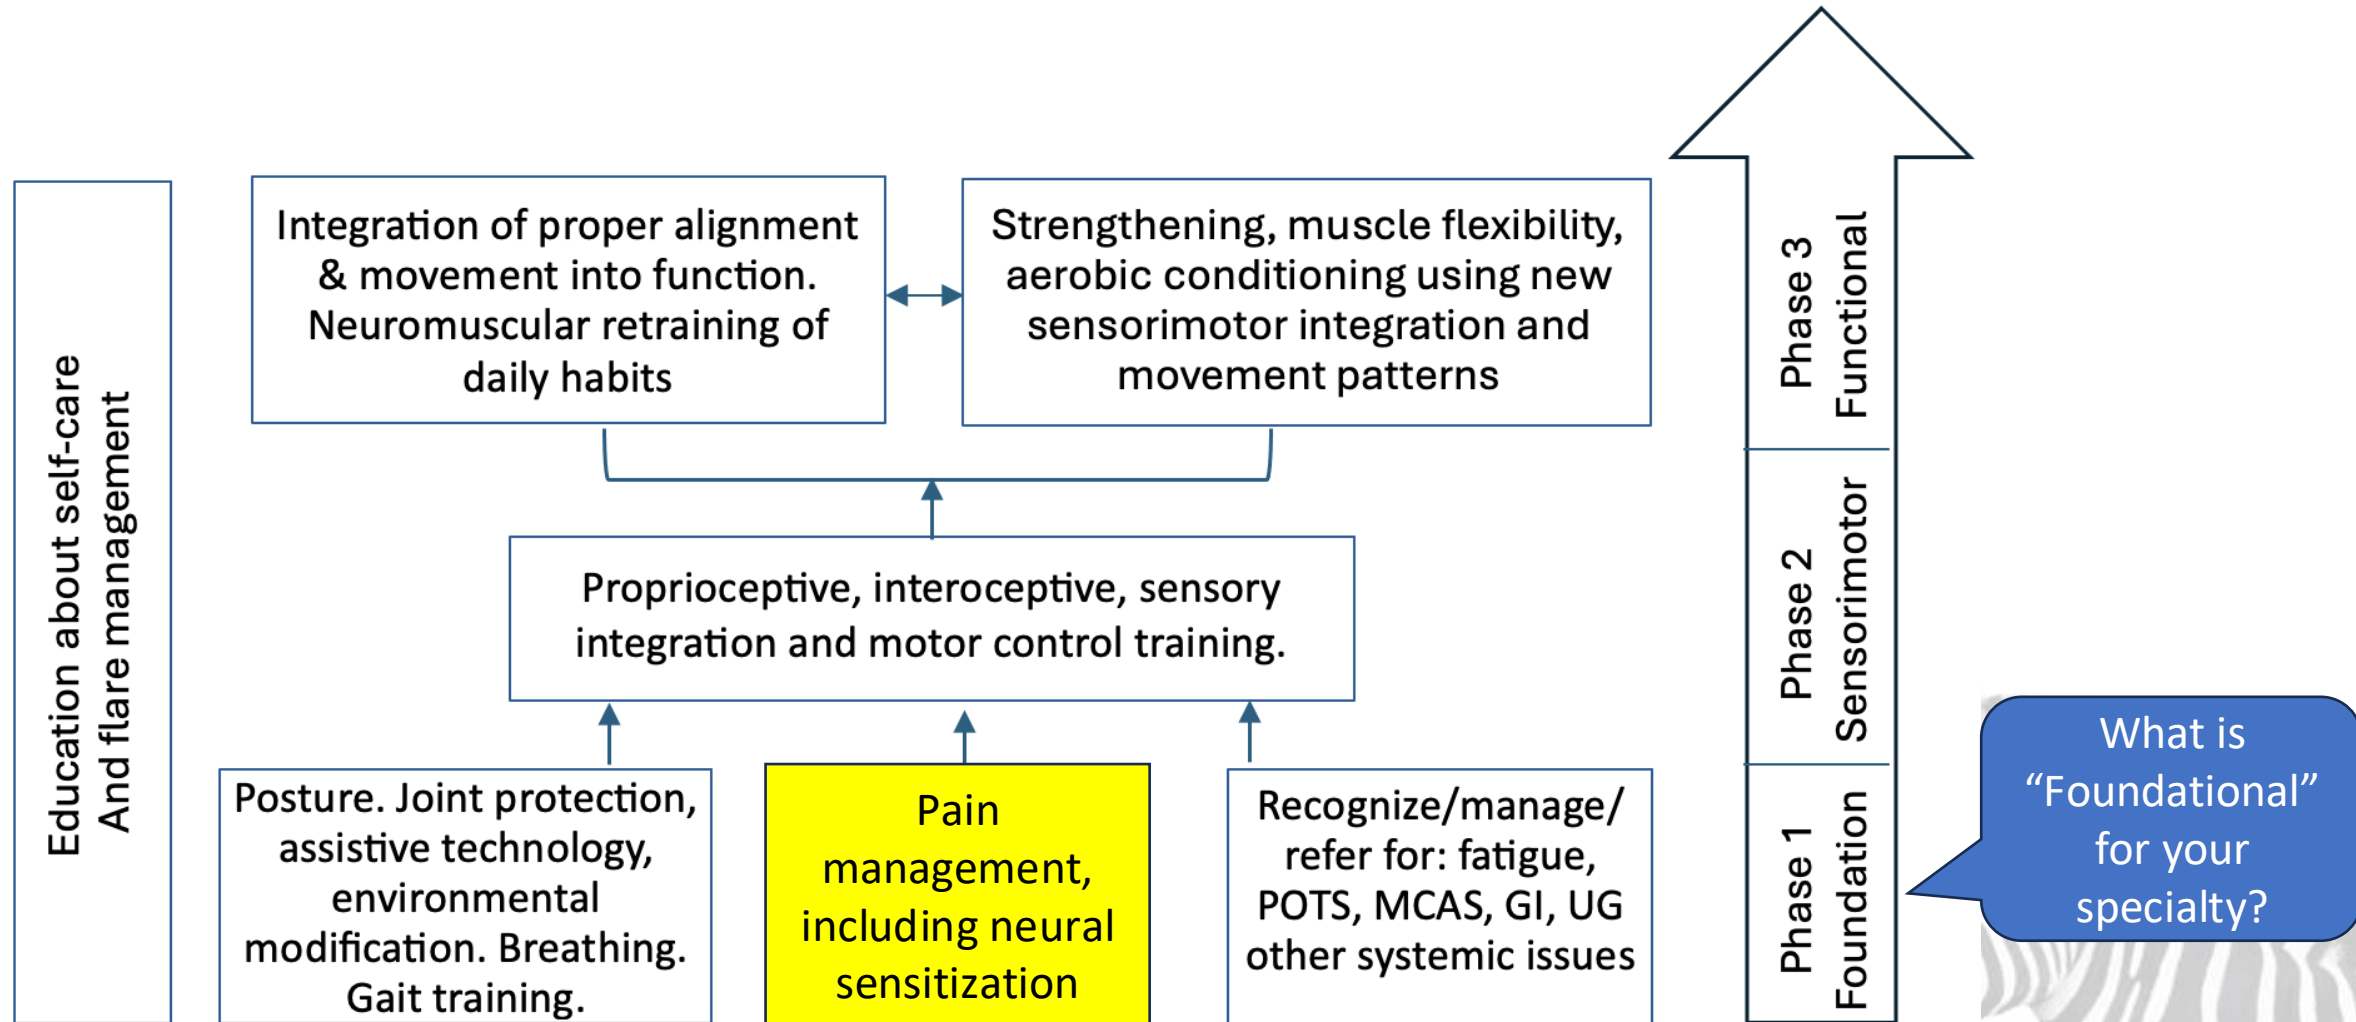 Education about self-care
And flare management
Integration of proper alignment
& movement into function.
Neuromuscular retraining of
daily habits
Strengthening, muscle flexibility,
aerobic conditioning using new
sensorimotor integration and
movement patterns
Proprioceptive, interoceptive, sensory
integration and motor control training.
Posture. Joint protection,
assistive technology,
environmental
modification. Breathing.
Gait training.
Pain
management,
including neural
sensitization
Recognize/manage/
refer for: fatigue,
POTS, MCAS, GI, UG
other systemic issues
Phase 3
Functional
Phase 2
Sensorimotor
Phase 1
Foundation
What is
“Foundational”
for your
specialty?